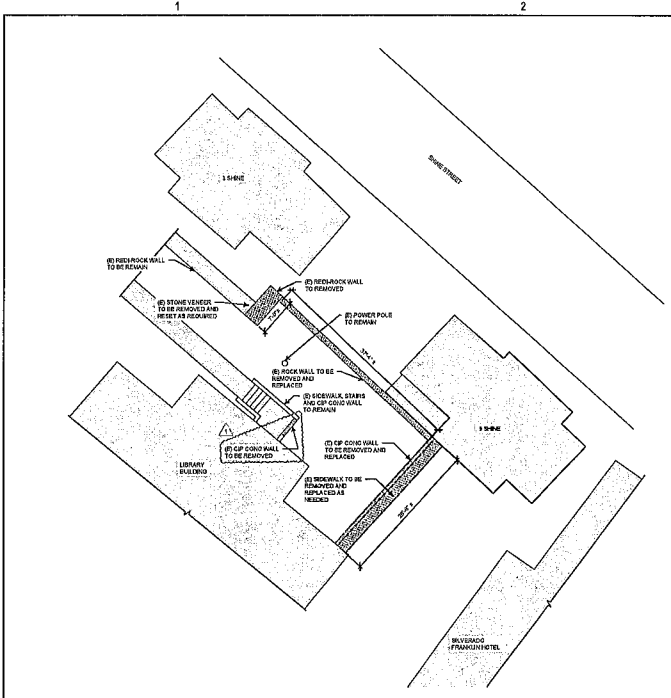 1
2
SHINE STREET
SHINE
(E) REDI-ROCK WALL
TO BE REMAIN
(E) REDI-ROCK WALL
TO REMOVED
(E) STONE VENEER
TO BE REMOVED AND
RESET AS REQUIRED
(E) POWER POLE
TO REMAIN
(E) ROCK WALL TO BE
REMOVED AND
REPLACED
(E) SIDEWALK, STAIRS
AND CIP CONC WALL
TO REMAIN
SHINE
(E) CIP CONC WALL
TO BE REMOVED
(E) CIP CONC WALL
TO BE REMOVED AND
REPLACED
LIBRARY
BUILDING
(E) SIDEWALK TO BE
REMOVED AND
REPLACED AS
NEEDED
SILVERADO
FRANKLIN HOTEL